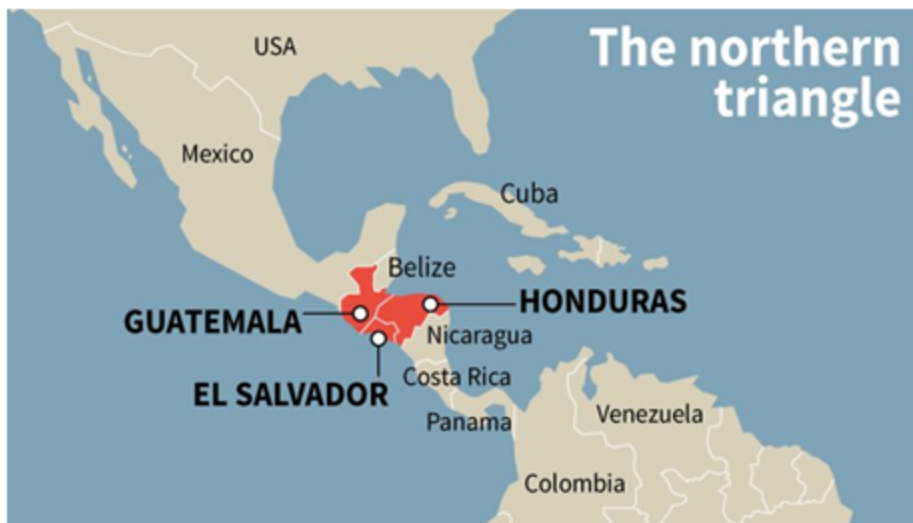 The northern
triangle
USA
Mexico
Cuba
Belize
HONDURAS
GUATEMALA
Nicaragua
EL SALVADOR
Costa Rica
Panama
Venezuela
Colombia